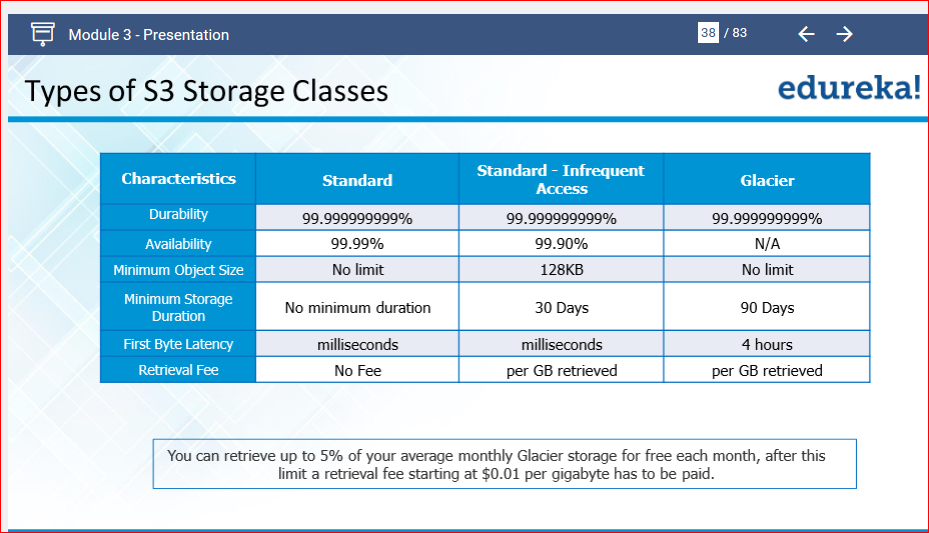 Module 3 - Presentation
38 / 83
Types of S3 Storage Classes
edureka!
Characteristics Standard Standard - Infrequent Access Glacier
Durability 99.999999999% 99.999999999% 99.999999999%
Availability 99.99% 99.90% N/A
Minimum Object Size No limit 128KB No limit
Minimum Storage Duration No minimum duration 30 Days 90 Days
First Byte Latency milliseconds milliseconds 4 hours
Retrieval Fee No Fee per GB retrieved per GB retrieved
You can retrieve up to 5% of your average monthly Glacier storage for free each month, after this
limit a retrieval fee starting at $0.01 per gigabyte has to be paid.